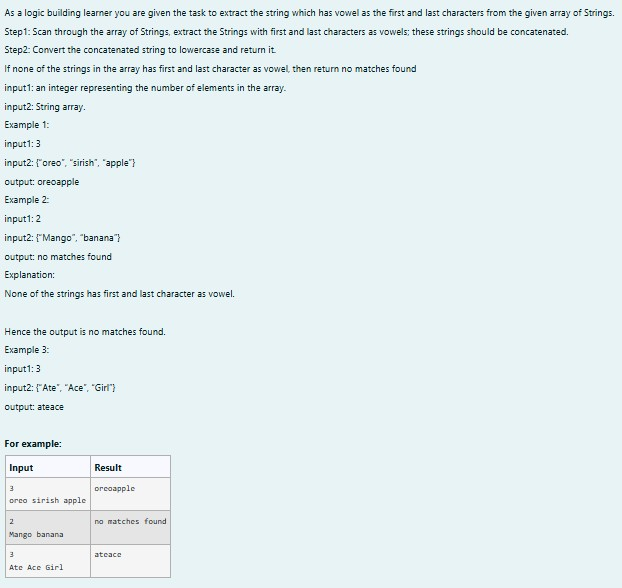 As a logic building learner you are given the task to extract the string which has vowel as the first and last characters from the given array of Strings.
Step1: Scan through the array of Strings, extract the Strings with first and last characters as vowels; these strings should be concatenated.
Step2: Convert the concatenated string to lowercase and return it.
If none of the strings in the array has first and last character as vowel, then return no matches found
input1: an integer representing the number of elements in the array.
input2: String array.
Example 1:
input1: 3
input2: {"oreo", "sirish", "apple"}
output: oreoapple
Example 2:
input1: 2
input2: {"Mango", "banana"}
output: no matches found
Explanation:
None of the strings has first and last character as vowel.
Hence the output is no matches found.
Example 3:
input1: 3
input2: {"Ate", "Ace", "Girl"}
output: ateace
For example:
Input Result
3 oreoapple
oreo sirish apple
2 no matches found
Mango banana
3 ateace
Ate Ace Girl